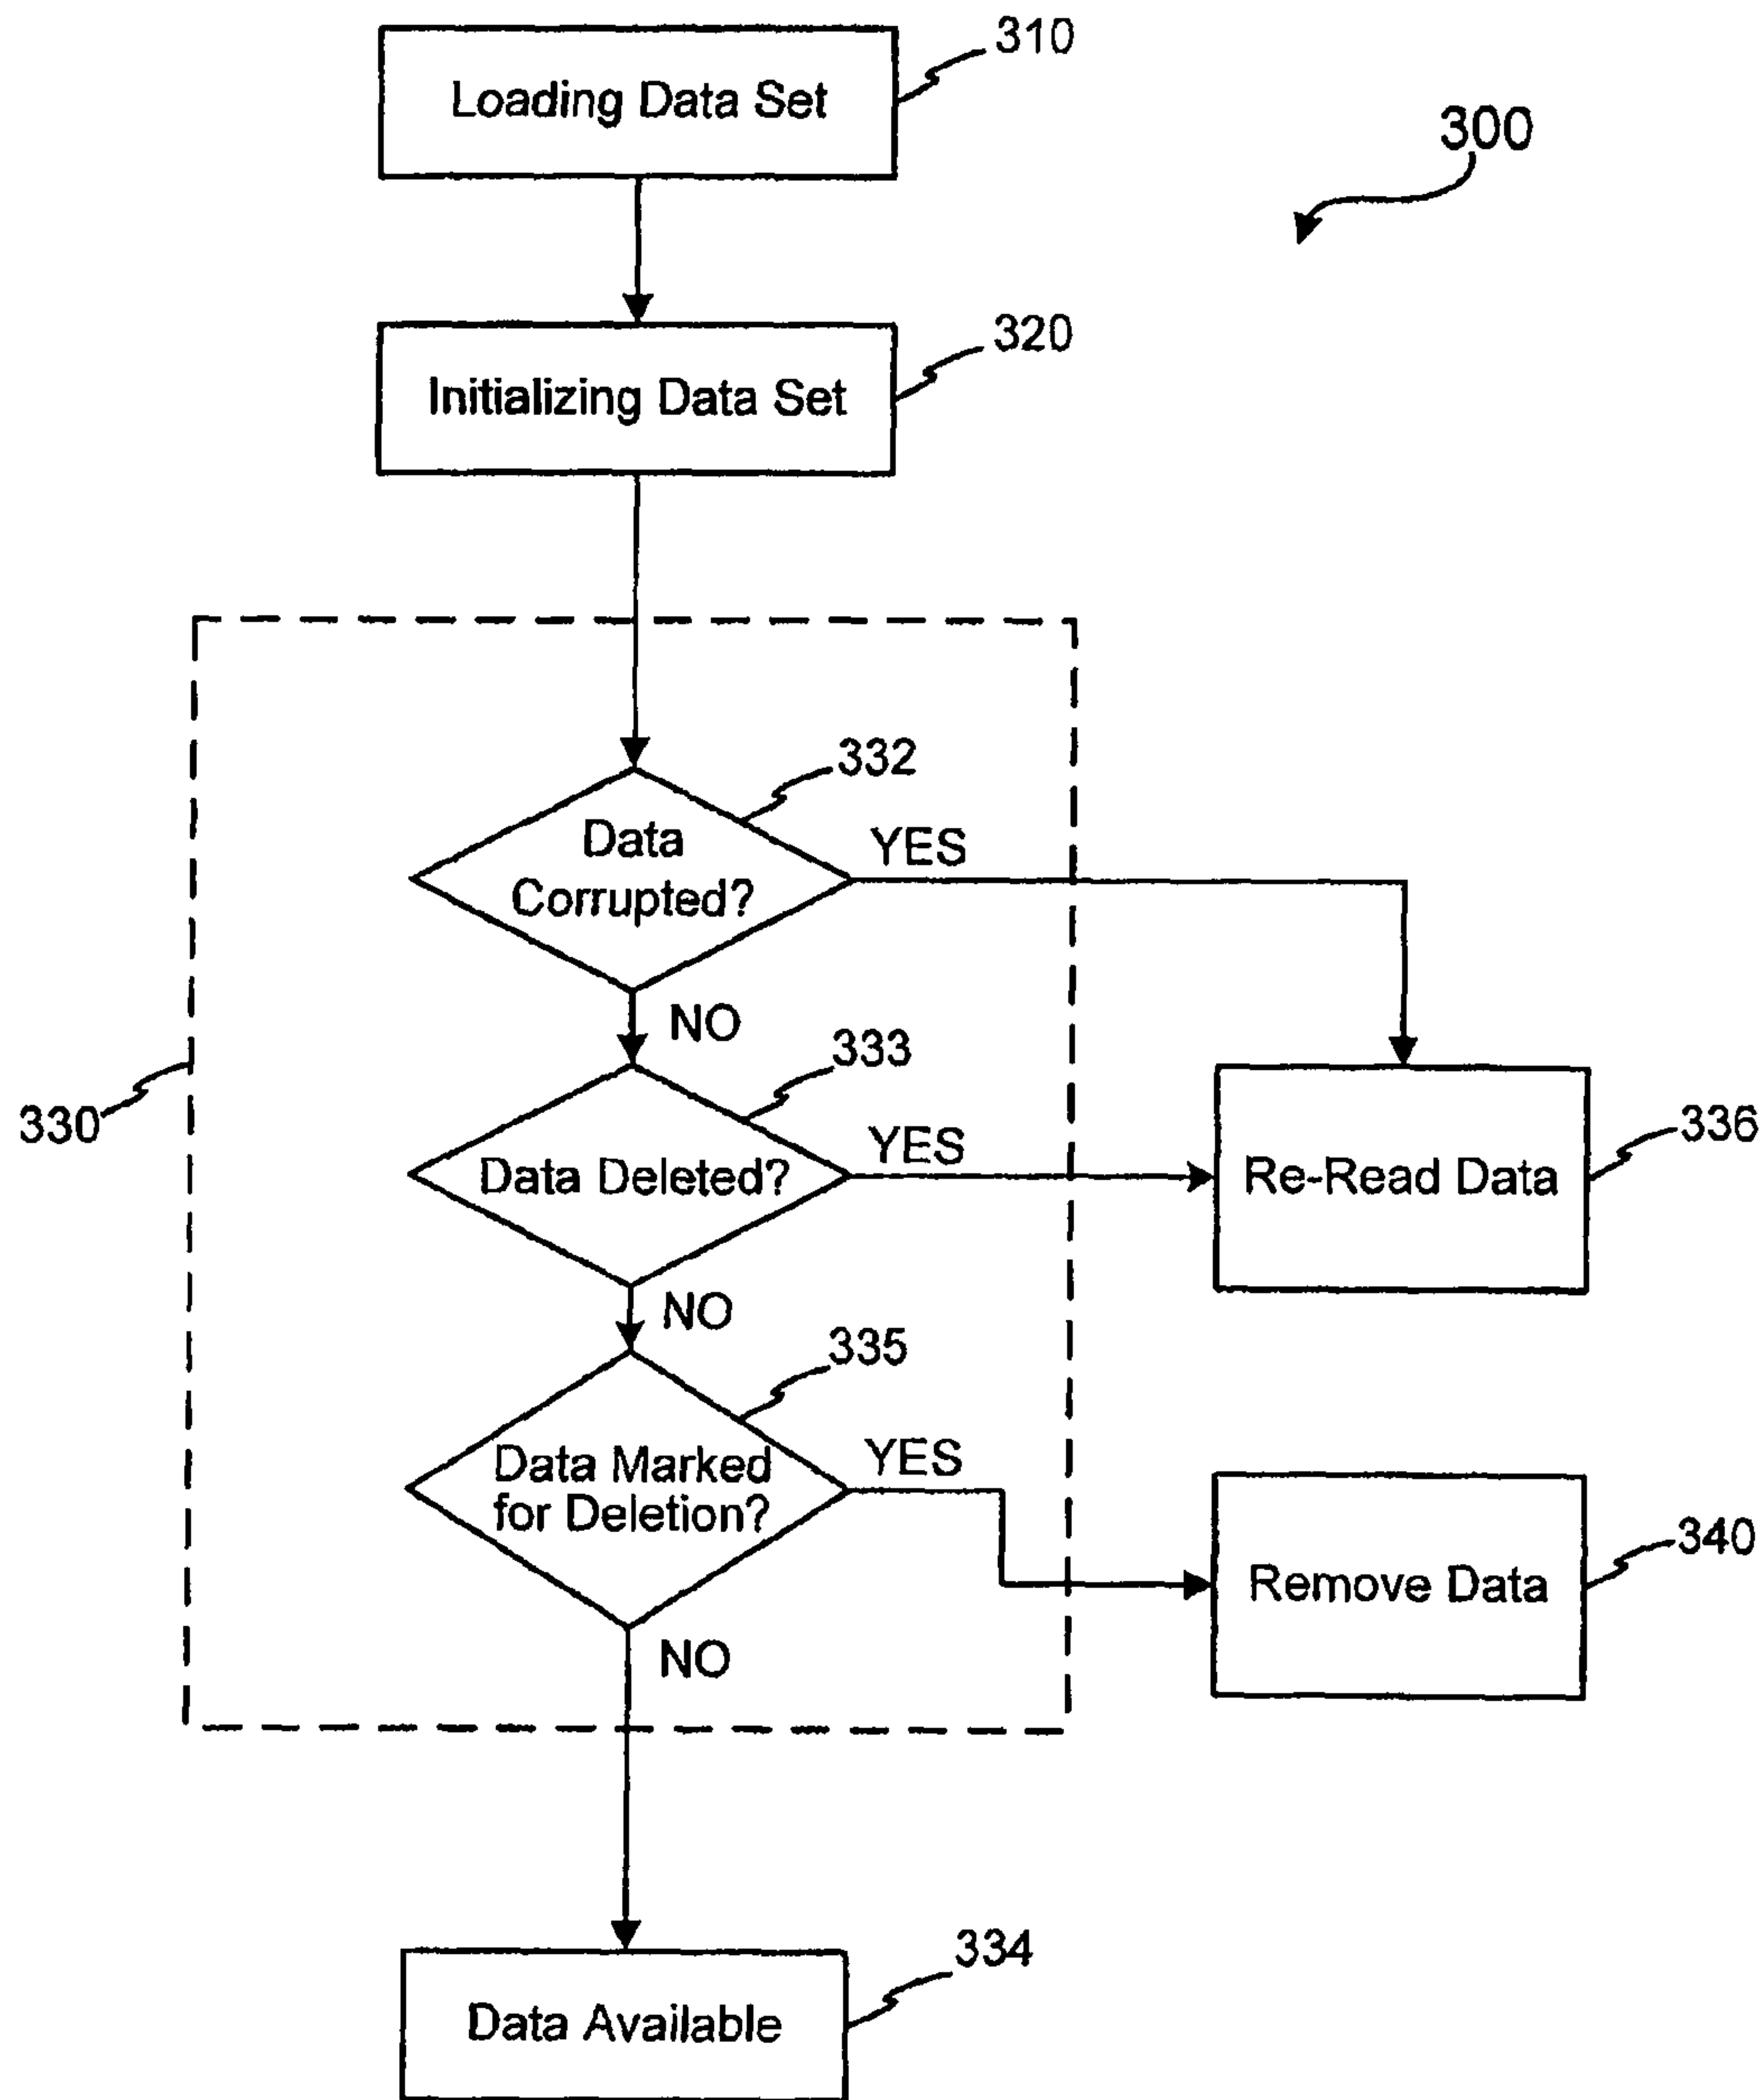 310
Loading Data Set
300
320
Initializing Data Set
332
Data
Corrupted?
YES
NO
333
330
Data Deleted?
YES
Re-Read Data
336
NO
335
Data Marked
for Deletion?
YES
Remove Data
340
NO
334
Data Available